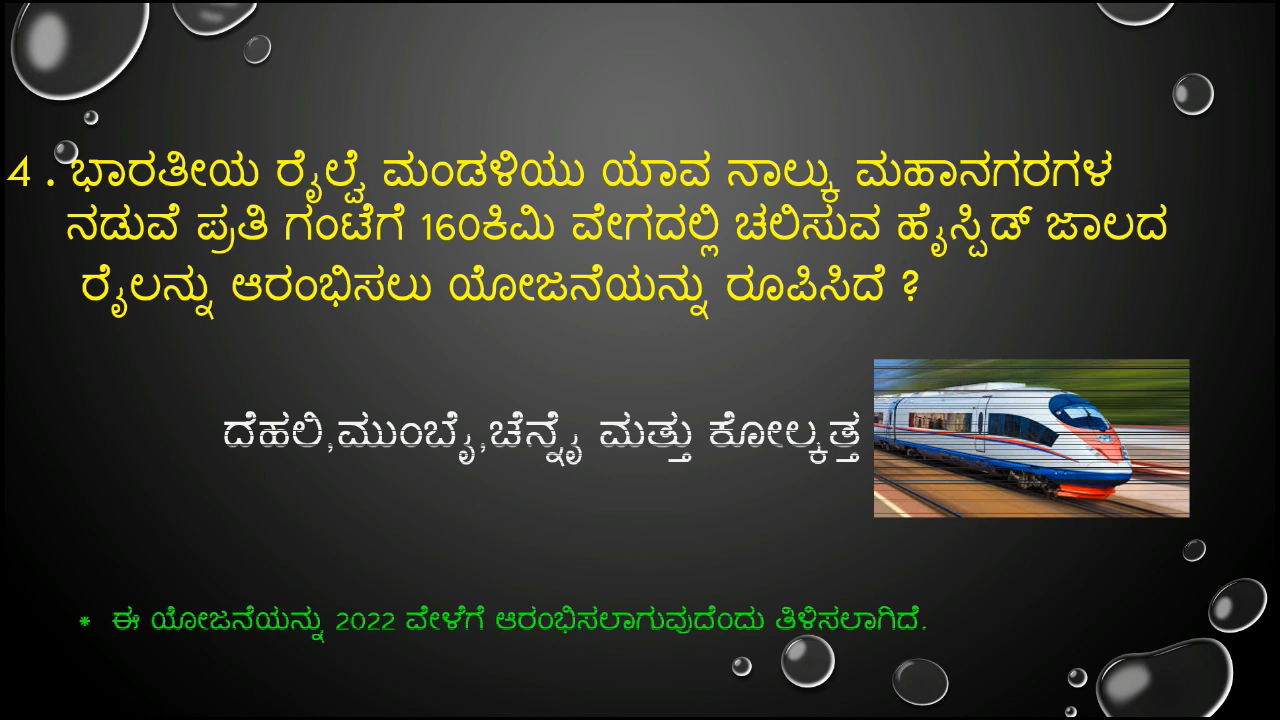 4 . ಭಾರತೀಯ ರೈಲ್ವೆ ಮಂಡಳಿಯು ಯಾವ ನಾಲ್ಕು ಮಹಾನಗರಗಳ
ನಡುವೆ ಪ್ರತಿ ಗಂಟೆಗೆ 160ಕಿಮಿ ವೇಗದಲ್ಲಿ ಚಲಿಸುವ ಹೈಸ್ಪಿಡ್ ಜಾಲದ
ರೈಲನ್ನು ಆರಂಭಿಸಲು ಯೋಜನೆಯನ್ನು ರೂಪಿಸಿದೆ ?
ದೆಹಲಿ,ಮುಂಬೈ,ಚೆನ್ನೈ ಮತ್ತು ಕೋಲ್ಕತ್ತ
* ಈ ಯೋಜನೆಯನ್ನು 2022 ವೇಳೆಗೆ ಆರಂಭಿಸಲಾಗುವುದೆಂದು ತಿಳಿಸಲಾಗಿದೆ.